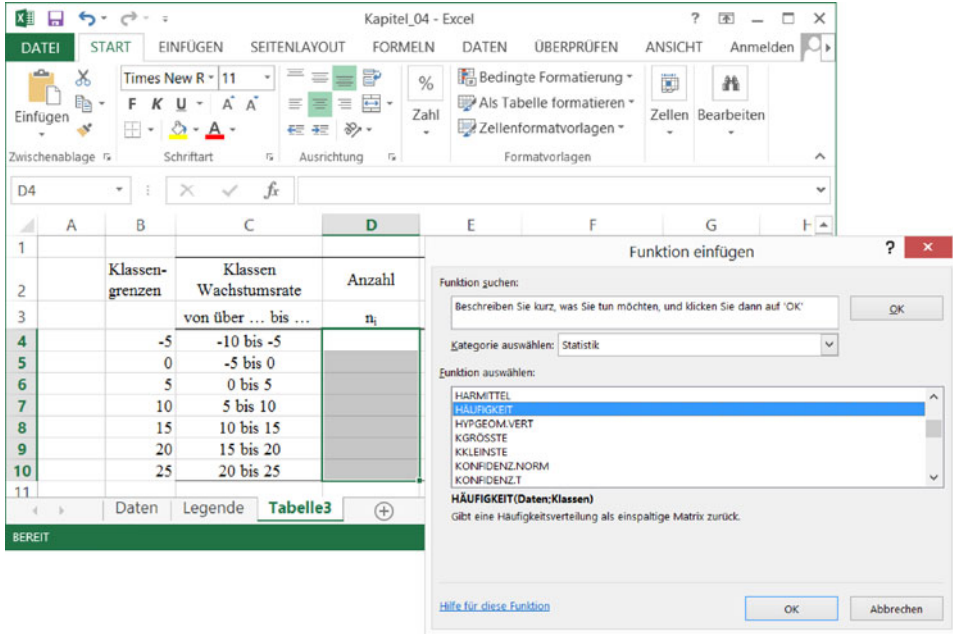 Kapitel_04 - Excel
DATEI START EINFÜGEN SEITENLAYOUT FORMELN DATEN ÜBERPRÜFEN ANSICHT Anmelden
Einfügen
Times New R 11
F K U A A
A
%
Zahl
Bedingte Formatierung
Als Tabelle formatieren
Zellenformatvorlagen
Zellen Bearbeiten
Zwischenablage Schriftart Ausrichtung Formatvorlagen
D4 fx
A B C D E F G H
1
2 Klassen-grenzen Klassen Wachstumsrate Anzahl
3 von über … bis … ni
4 -5 -10 bis -5
5 0 -5 bis 0
6 5 0 bis 5
7 10 5 bis 10
8 15 10 bis 15
9 20 15 bis 20
10 25 20 bis 25
11
Daten Legende Tabelle3
BEREIT
Funktion einfügen
Funktion suchen:
Beschreiben Sie kurz, was Sie tun möchten, und klicken Sie dann auf 'OK'
OK
Kategorie auswählen: Statistik
Funktion auswählen:
HARMITTEL
HÄUFIGKEIT
HYPGEOM.VERT
KGRÖSSTE
KKLEINSTE
KONFIDENZ.NORM
KONFIDENZ.T
HÄUFIGKEIT(Daten;Klassen)
Gibt eine Häufigkeitsverteilung als einspaltige Matrix zurück.
Hilfe für diese Funktion
OK
Abbrechen